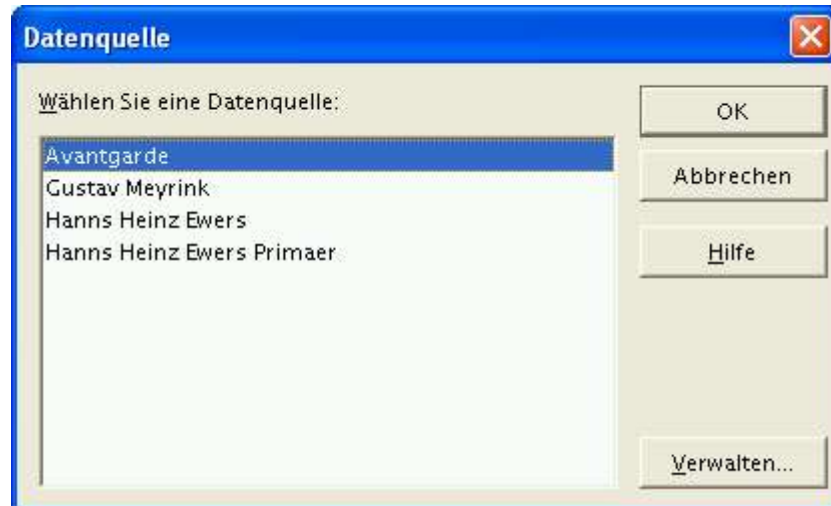 Datenquelle
Wählen Sie eine Datenquelle:
Avantgarde
Gustav Meyrink
Hanns Heinz Ewers
Hanns Heinz Ewers Primaer
OK
Abbrechen
Hilfe
Verwalten...